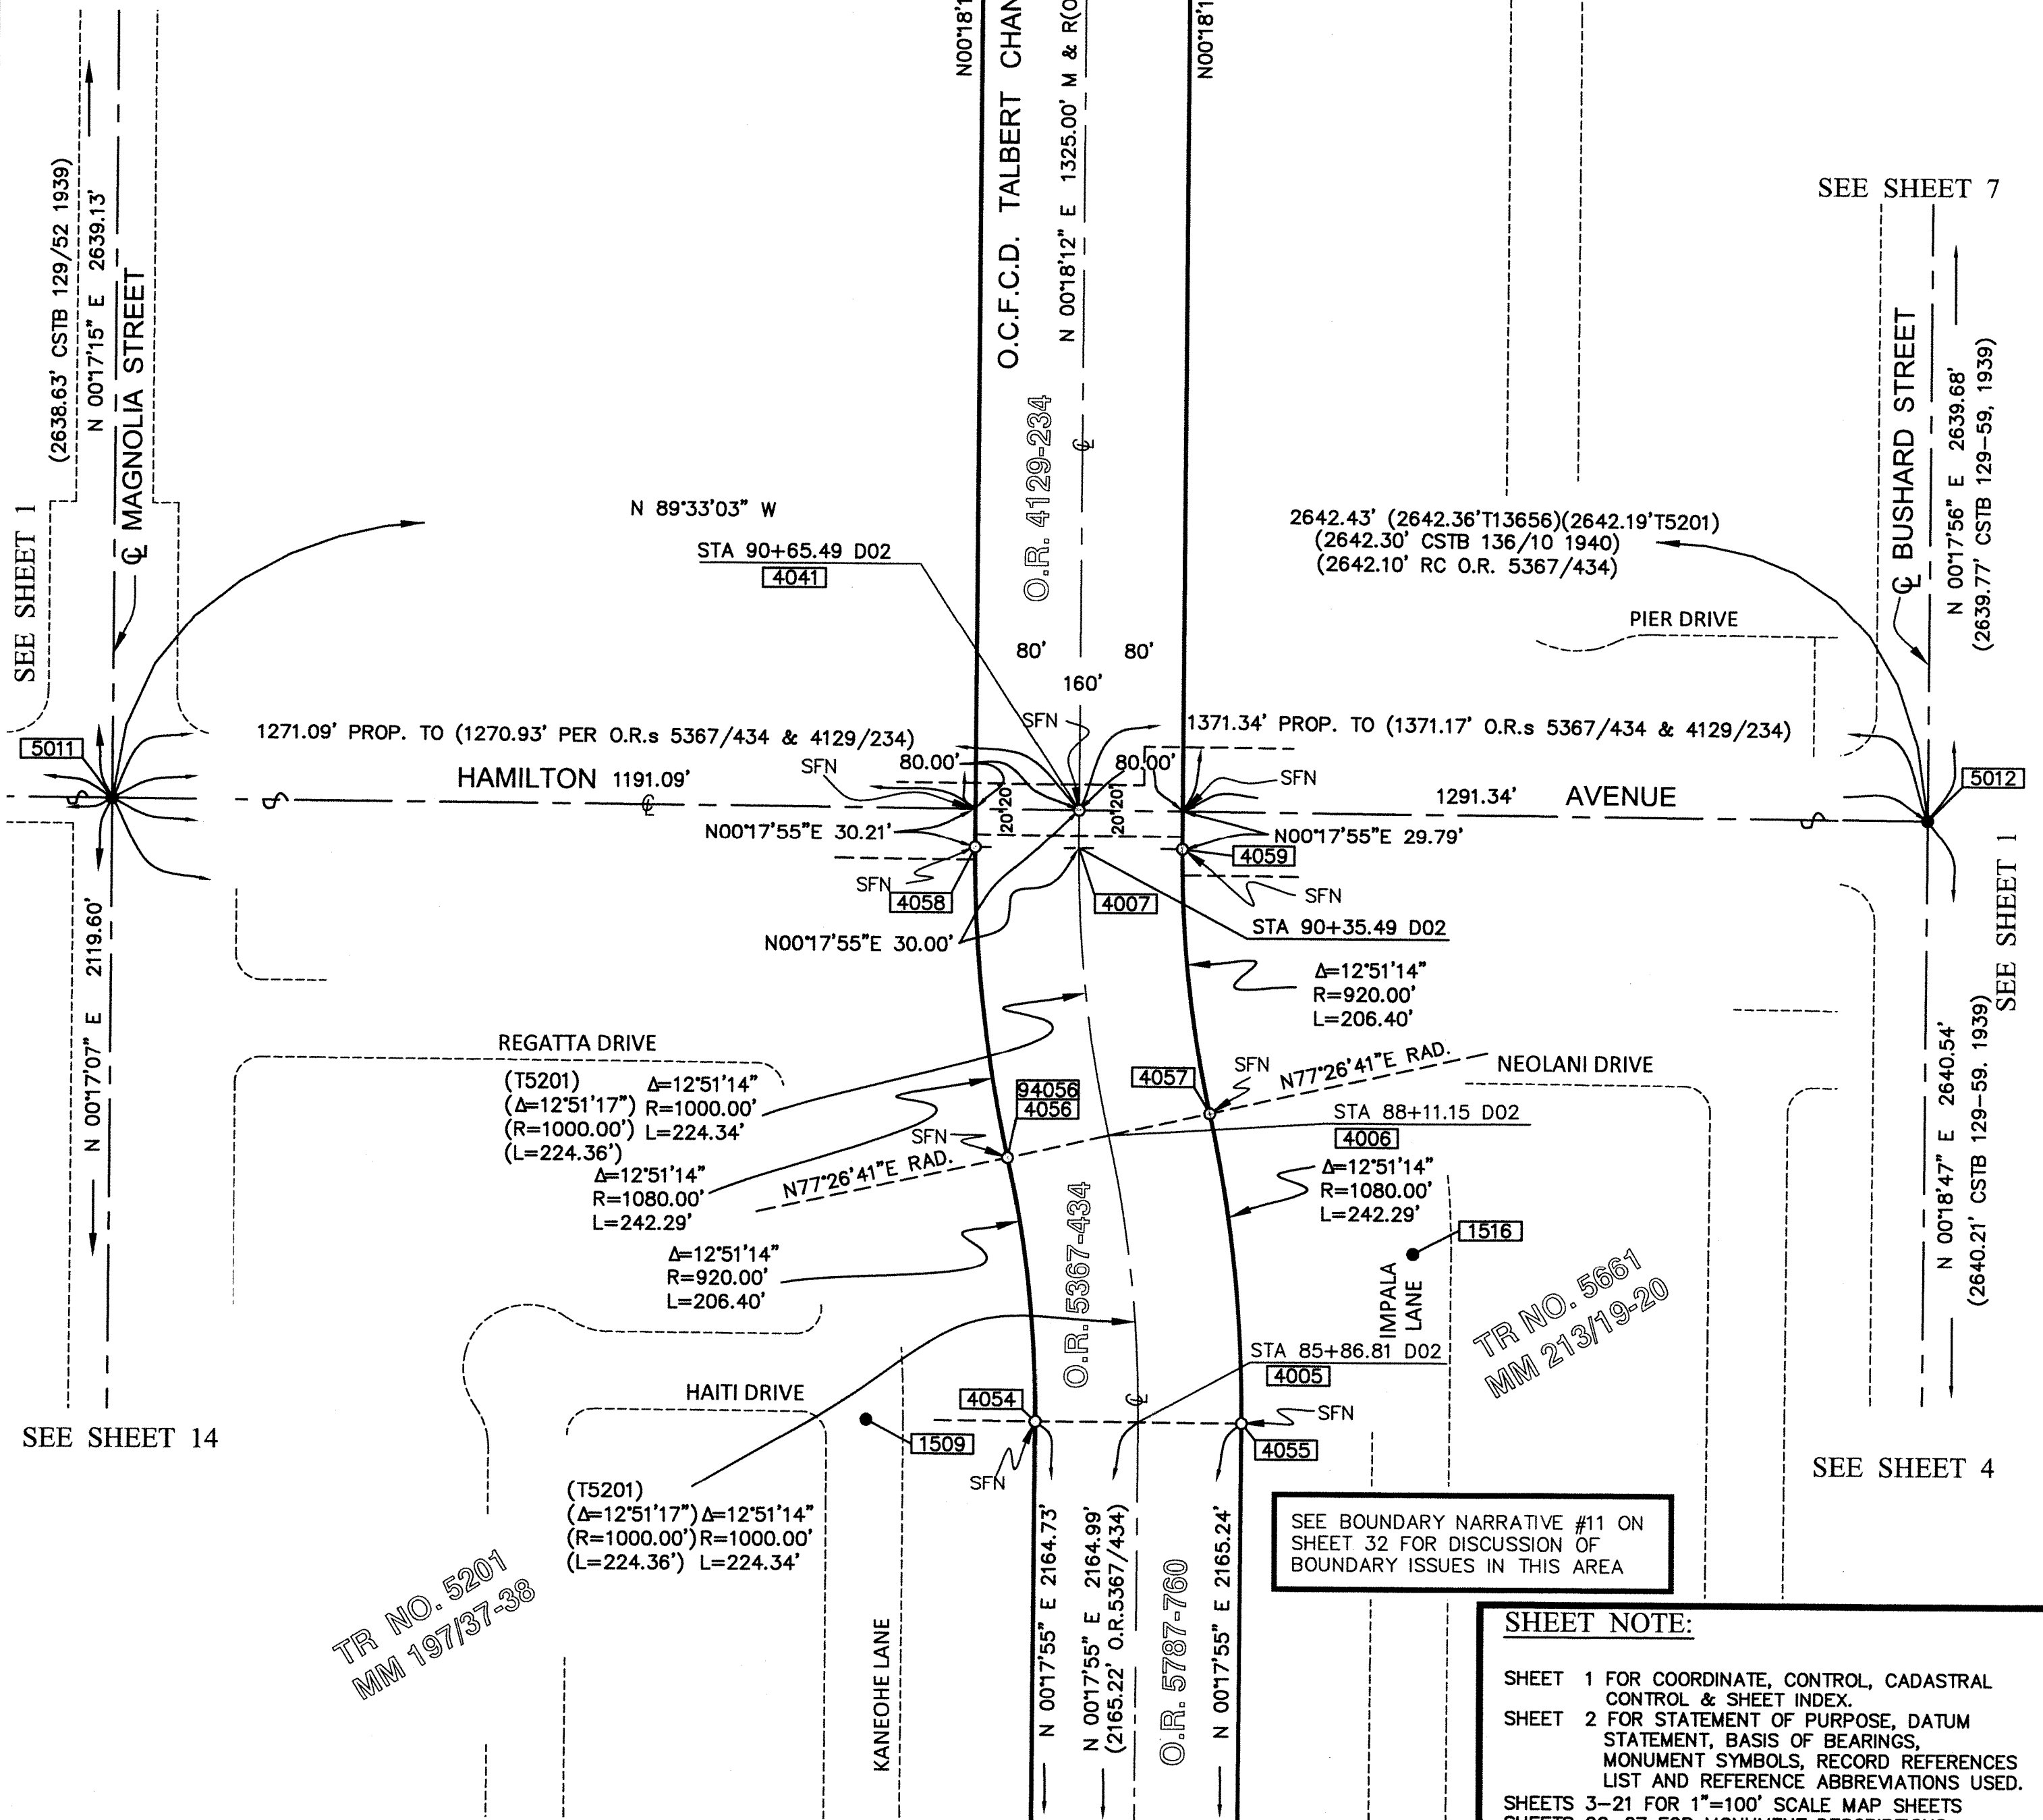 N00°18'1
O.C.F.C.D. TALBERT CHAN
N 00°18'12" E 1325.00' M & R(O
N00°18'1
(2638.63' CSTB 129/52 1939)
N 00°17'15" E 2639.13'
℄ MAGNOLIA STREET
SEE SHEET 1
SEE SHEET 7
℄ BUSHARD STREET
N 00°17'56" E 2639.68'
(2639.77' CSTB 129-59, 1939)
O.R. 4129-234
℄
N 89°33'03" W
STA 90+65.49 D02
4041
2642.43' (2642.36'T13656)(2642.19'T5201)
(2642.30' CSTB 136/10 1940)
(2642.10' RC O.R. 5367/434)
PIER DRIVE
80' 80'
160'
SFN
1271.09' PROP. TO (1270.93' PER O.R.s 5367/434 & 4129/234)
1371.34' PROP. TO (1371.17' O.R.s 5367/434 & 4129/234)
5011
SFN
80.00'
80.00'
SFN
5012
HAMILTON 1191.09'
℄
20'20'
20'20'
1291.34' AVENUE
N00°17'55"E 30.21'
N00°17'55"E 29.79'
4059
SFN
4058
4007
SFN
SEE SHEET 1
N00°17'55"E 30.00'
STA 90+35.49 D02
N 00°17'07" E 2119.60'
Δ=12°51'14"
R=920.00'
L=206.40'
REGATTA DRIVE
(T5201)
(Δ=12°51'17")
(R=1000.00')
(L=224.36')
Δ=12°51'14"
R=1000.00'
L=224.34'
94056
4056
SFN
4057
SFN
N77°26'41"E RAD.
NEOLANI DRIVE
STA 88+11.15 D02
4006
N77°26'41"E RAD.
Δ=12°51'14"
R=1080.00'
L=242.29'
Δ=12°51'14"
R=1080.00'
L=242.29'
Δ=12°51'14"
R=920.00'
L=206.40'
O.R. 5367-434
1516
IMPALA
LANE
TR NO. 5661
MM 213/19-20
N 00°18'47" E 2640.54'
(2640.21' CSTB 129-59. 1939)
STA 85+86.81 D02
4005
℄
HAITI DRIVE
4054
SFN
4055
SFN
1509
SEE SHEET 14
SEE SHEET 4
(T5201)
(Δ=12°51'17") Δ=12°51'14"
(R=1000.00') R=1000.00'
(L=224.36') L=224.34'
TR NO. 5201
MM 197/37-38
KANEOHE LANE
N 00°17'55" E 2164.73'
N 00°17'55" E 2164.99'
(2165.22' O.R.5367/434)
O.R. 5787-760
N 00°17'55" E 2165.24'
SEE BOUNDARY NARRATIVE #11 ON
SHEET 32 FOR DISCUSSION OF
BOUNDARY ISSUES IN THIS AREA
SHEET NOTE:
SHEET 1 FOR COORDINATE, CONTROL, CADASTRAL
CONTROL & SHEET INDEX.
SHEET 2 FOR STATEMENT OF PURPOSE, DATUM
STATEMENT, BASIS OF BEARINGS,
MONUMENT SYMBOLS, RECORD REFERENCES
LIST AND REFERENCE ABBREVIATIONS USED.
SHEETS 3-21 FOR 1"=100' SCALE MAP SHEETS